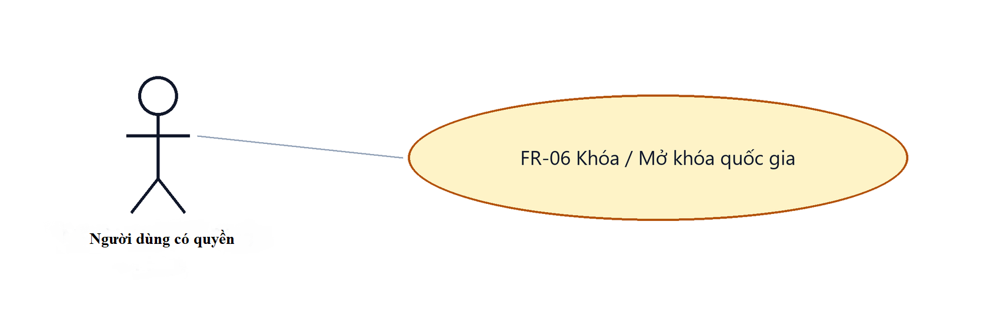 FR-06 Khóa / Mở khóa quốc gia
Người dùng có quyền